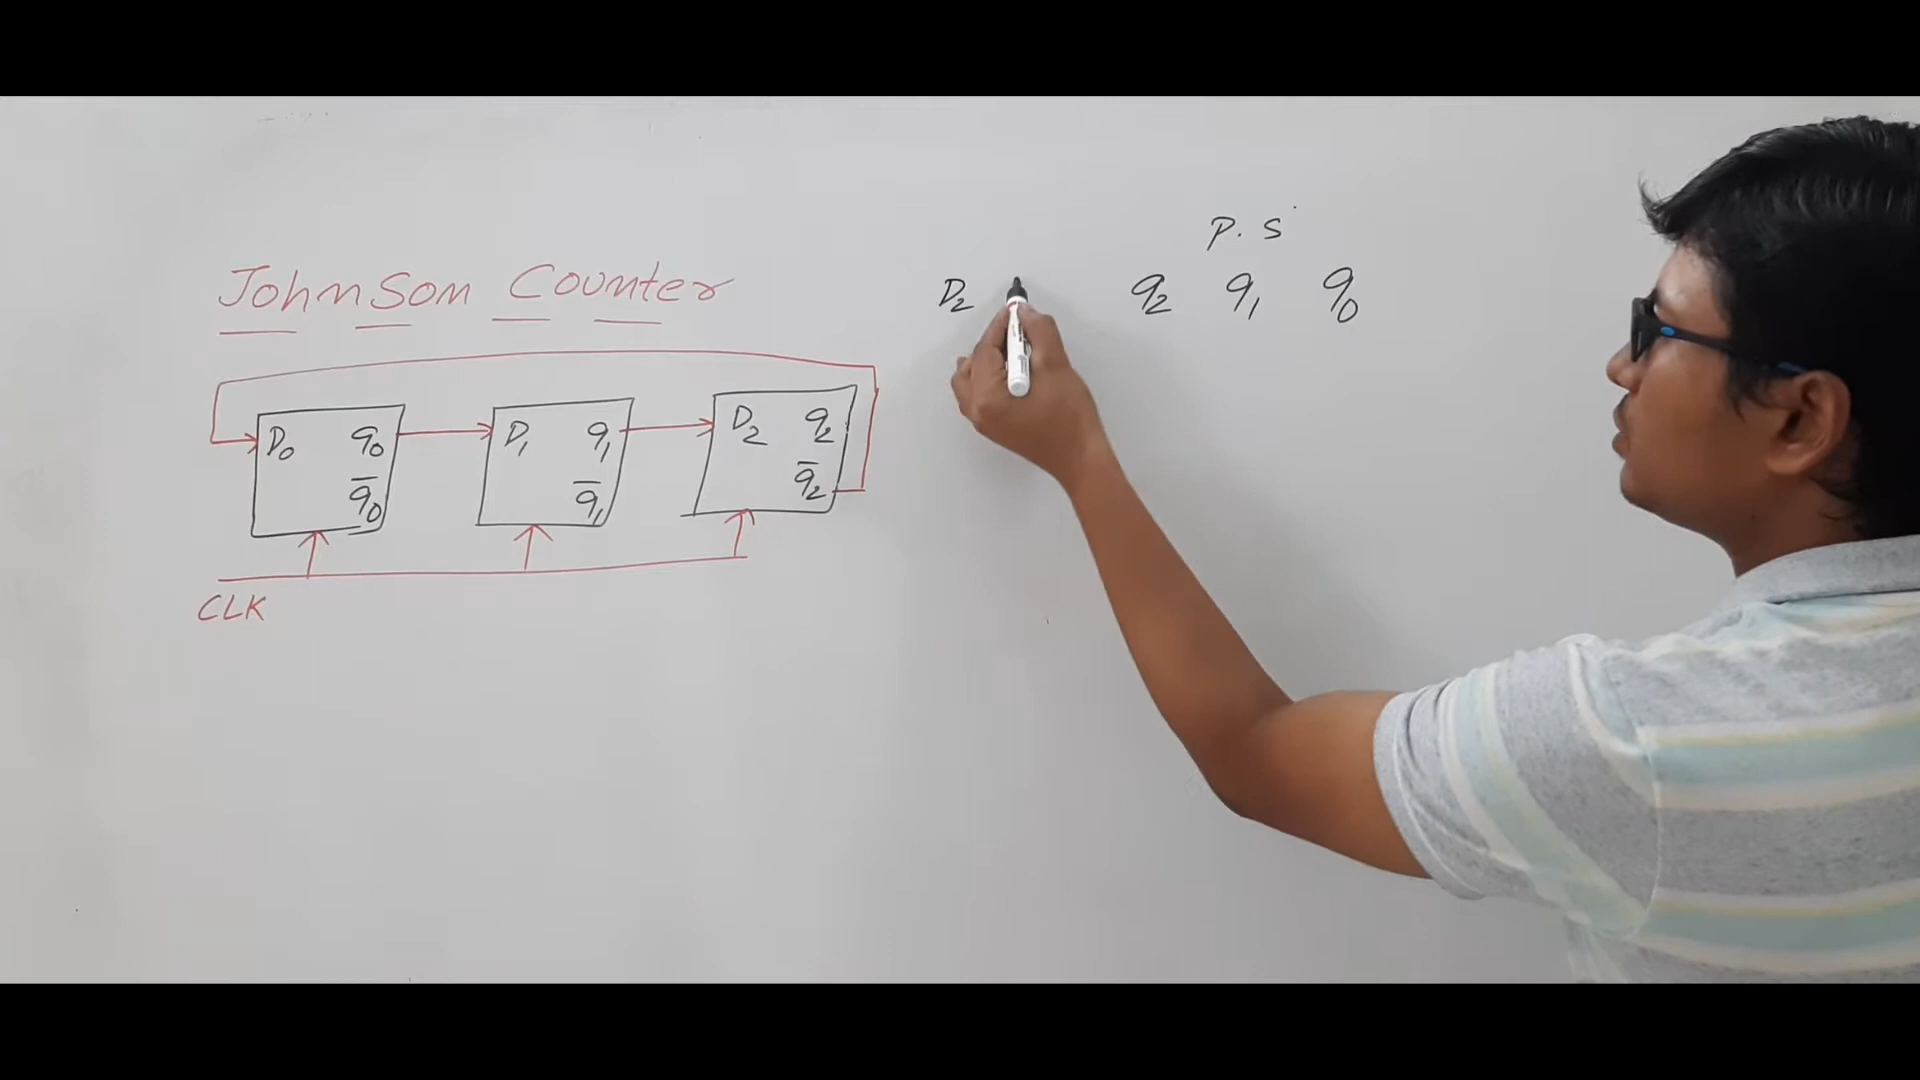 JohnSon Counter
D0 q0 D1 q1 D2 q2
q̅0 q̅1 q̅2
CLK
P. S
D2 q2 q1 q0